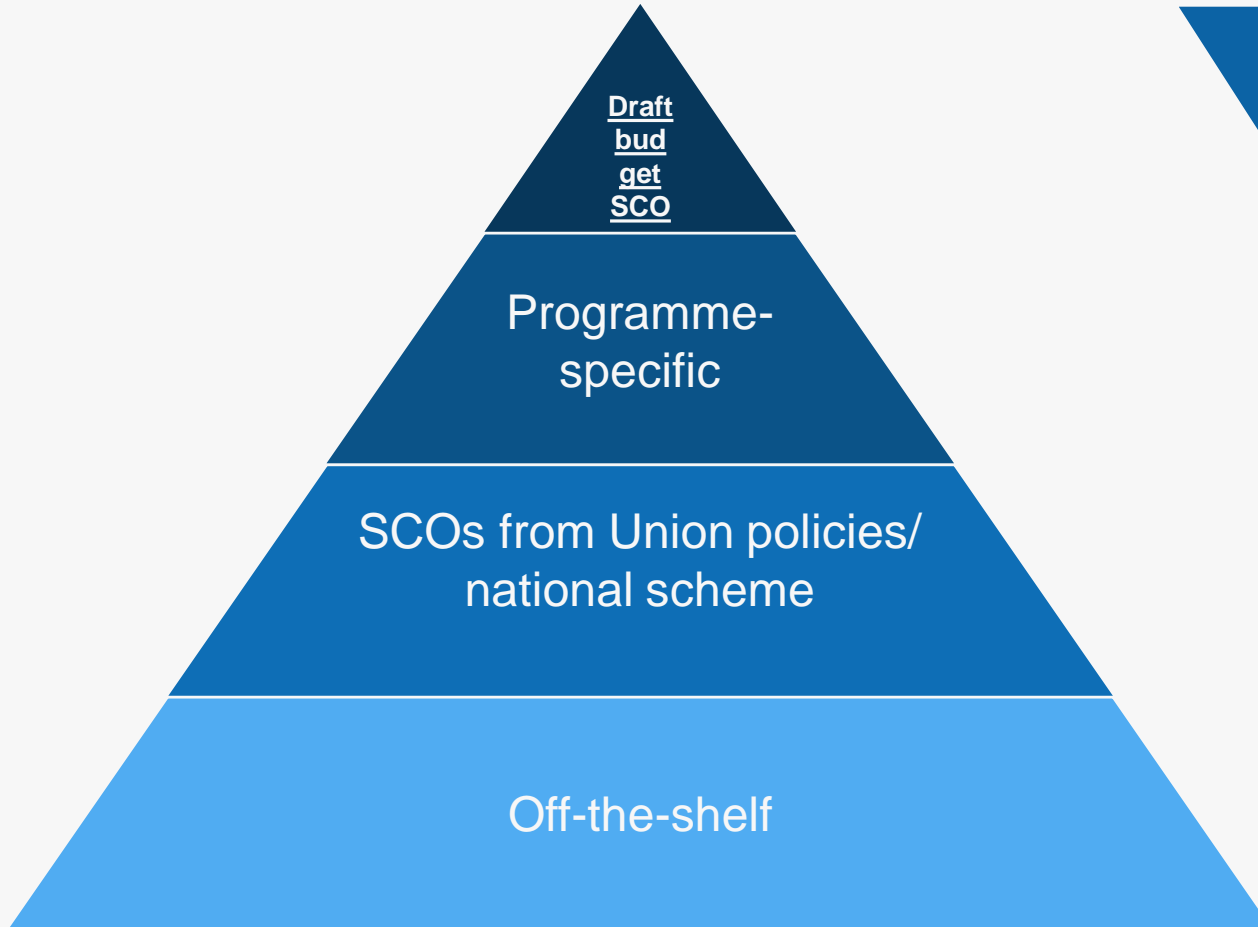 Draft
bud
get
SCO
Programme-
specific
SCOs from Union policies/
national scheme
Off-the-shelf